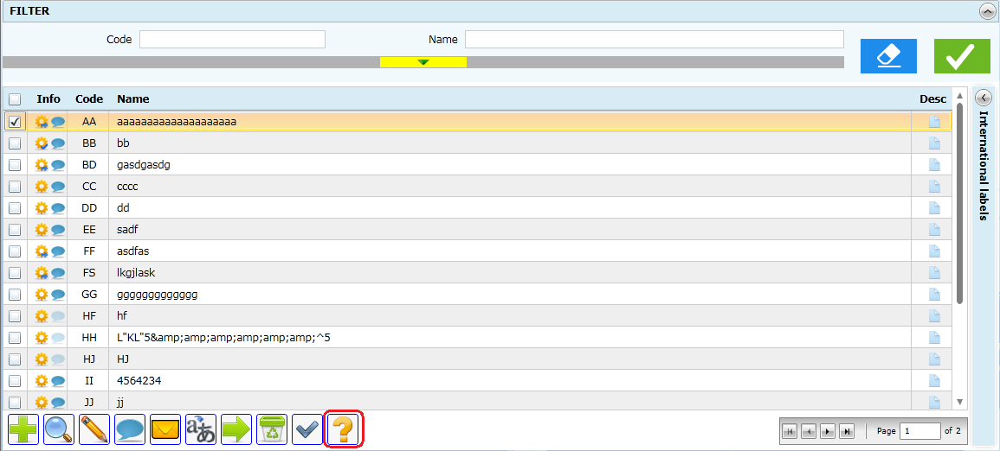 FILTER
Code Name
Info Code Name Desc
AA aaaaaaaaaaaaaaaaaaaa
BB bb
BD gasdgasdg
CC cccc
DD dd
EE sadf
FF asdfas
FS lkgjlask
GG ggggggggggggg
HF hf
HH L"KL"5&amp;amp;amp;amp;amp;amp;^5
HJ HJ
II 4564234
JJ jj
International labels
あ
Page 1 of 2